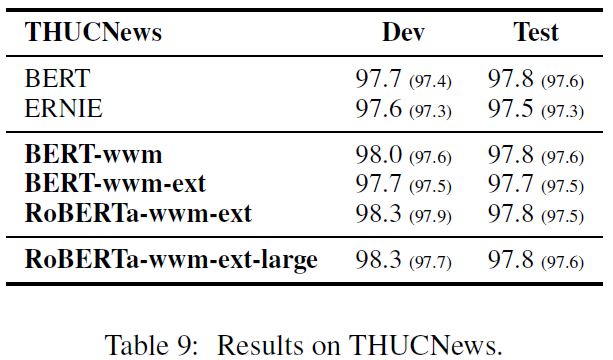 THUCNews Dev Test
BERT 97.7 (97.4) 97.8 (97.6)
ERNIE 97.6 (97.3) 97.5 (97.3)
BERT-wwm 98.0 (97.6) 97.8 (97.6)
BERT-wwm-ext 97.7 (97.5) 97.7 (97.5)
RoBERTa-wwm-ext 98.3 (97.9) 97.8 (97.5)
RoBERTa-wwm-ext-large 98.3 (97.7) 97.8 (97.6)
Table 9: Results on THUCNews.